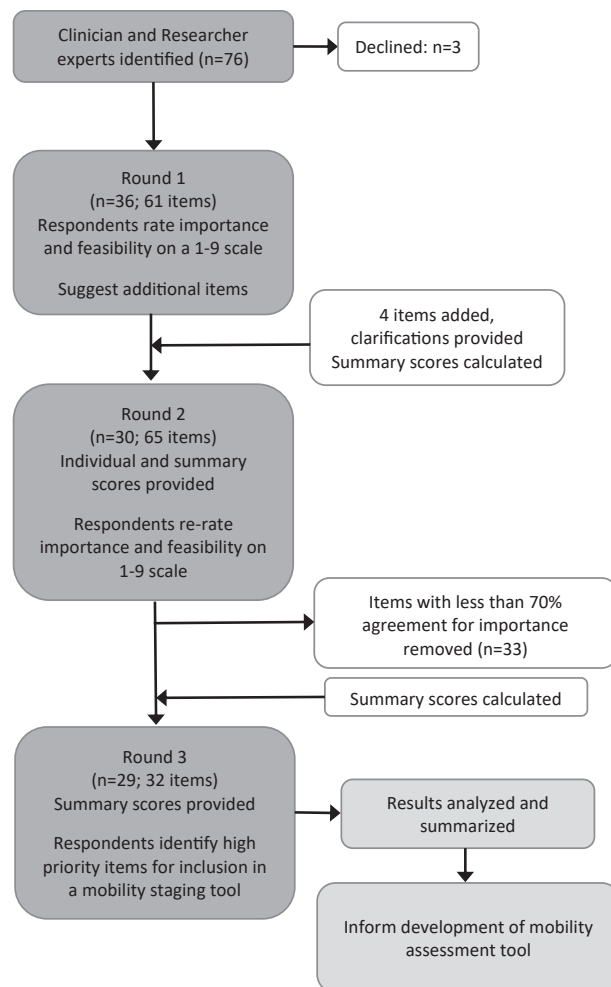 Clinician and Researcher
experts identified (n=76)
Declined: n=3
Round 1
(n=36; 61 items)
Respondents rate importance
and feasibility on a 1-9 scale
Suggest additional items
4 items added,
clarifications provided
Summary scores calculated
Round 2
(n=30; 65 items)
Individual and summary
scores provided
Respondents re-rate
importance and feasibility on
1-9 scale
Items with less than 70%
agreement for importance
removed (n=33)
Summary scores calculated
Round 3
(n=29; 32 items)
Summary scores provided
Respondents identify high
priority items for inclusion in
a mobility staging tool
Results analyzed and
summarized
Inform development of mobility
assessment tool